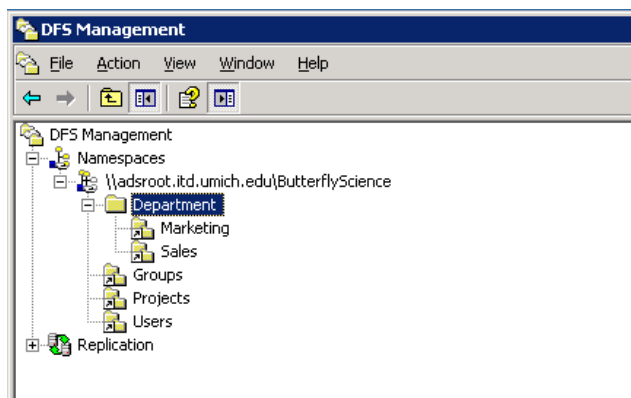 DFS Management
File Action View Window Help
DFS Management
Namespaces
\\adsroot.itd.umich.edu\ButterflyScience
Department
Marketing
Sales
Groups
Projects
Users
Replication